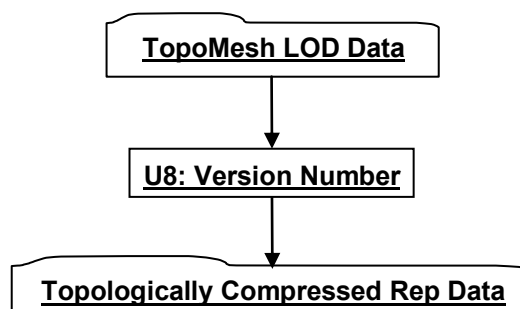 TopoMesh LOD Data
U8: Version Number
Topologically Compressed Rep Data